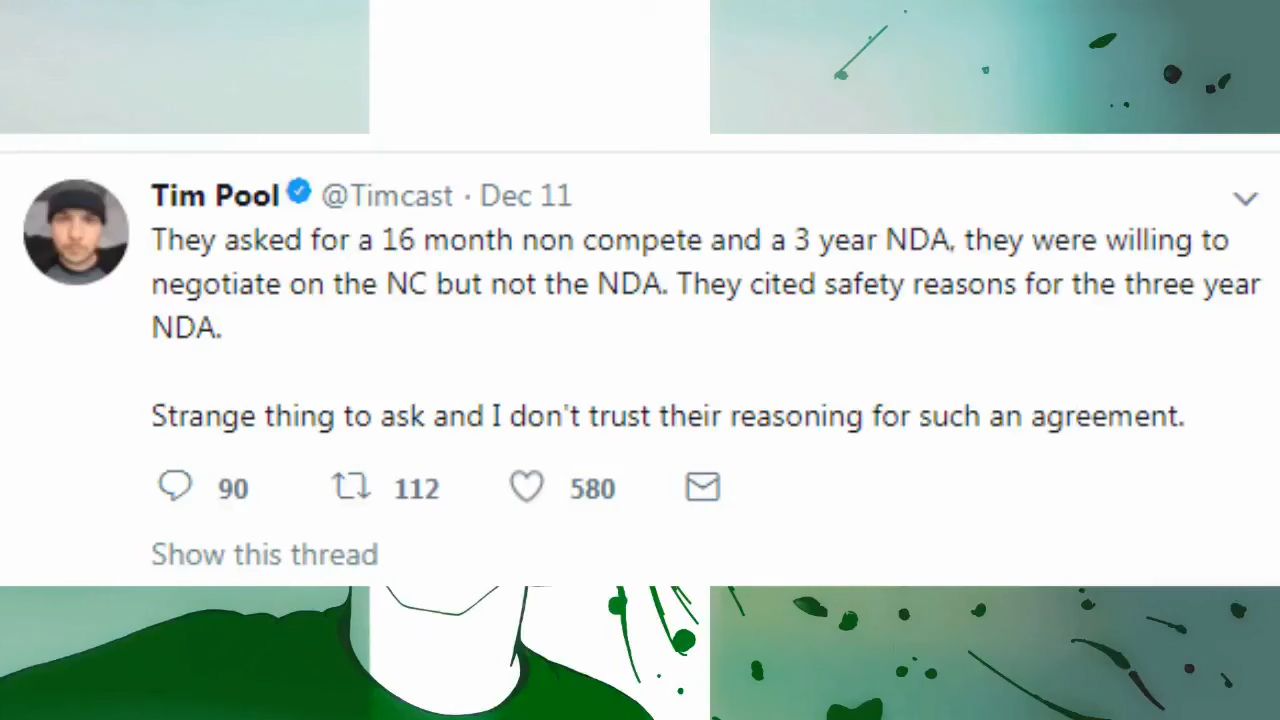 Tim Pool @Timcast · Dec 11
They asked for a 16 month non compete and a 3 year NDA, they were willing to
negotiate on the NC but not the NDA. They cited safety reasons for the three year
NDA.
Strange thing to ask and I don't trust their reasoning for such an agreement.
90 112 580
Show this thread